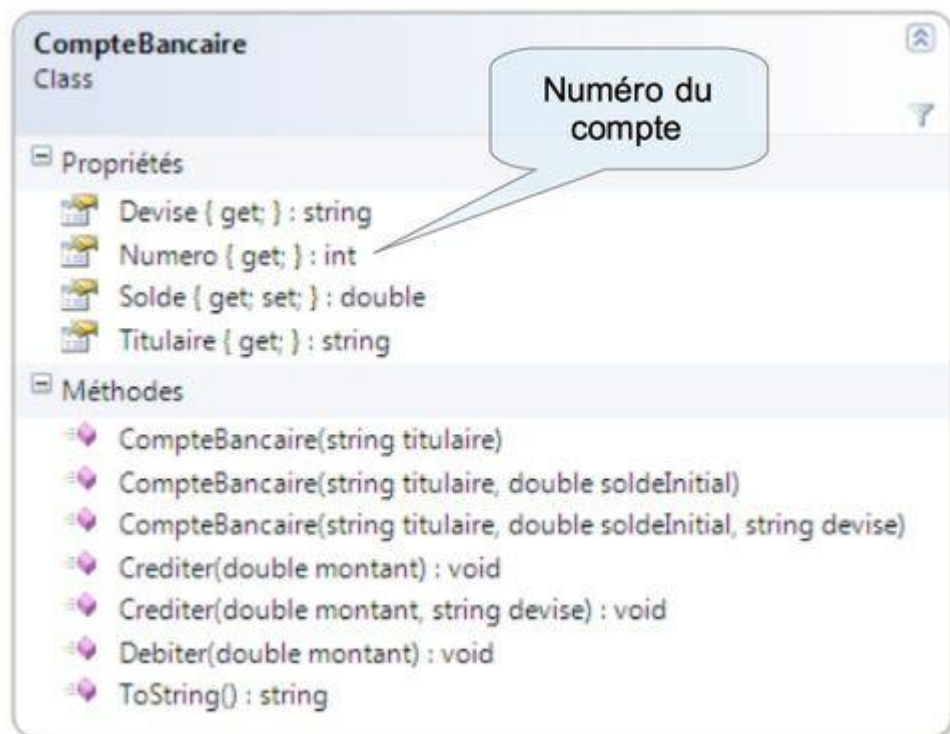 CompteBancaire
Class
Numéro du
compte
Propriétés
Devise { get; } : string
Numero { get; } : int
Solde { get; set; } : double
Titulaire { get; } : string
Méthodes
CompteBancaire(string titulaire)
CompteBancaire(string titulaire, double soldeInitial)
CompteBancaire(string titulaire, double soldeInitial, string devise)
Crediter(double montant) : void
Crediter(double montant, string devise) : void
Debiter(double montant) : void
ToString() : string